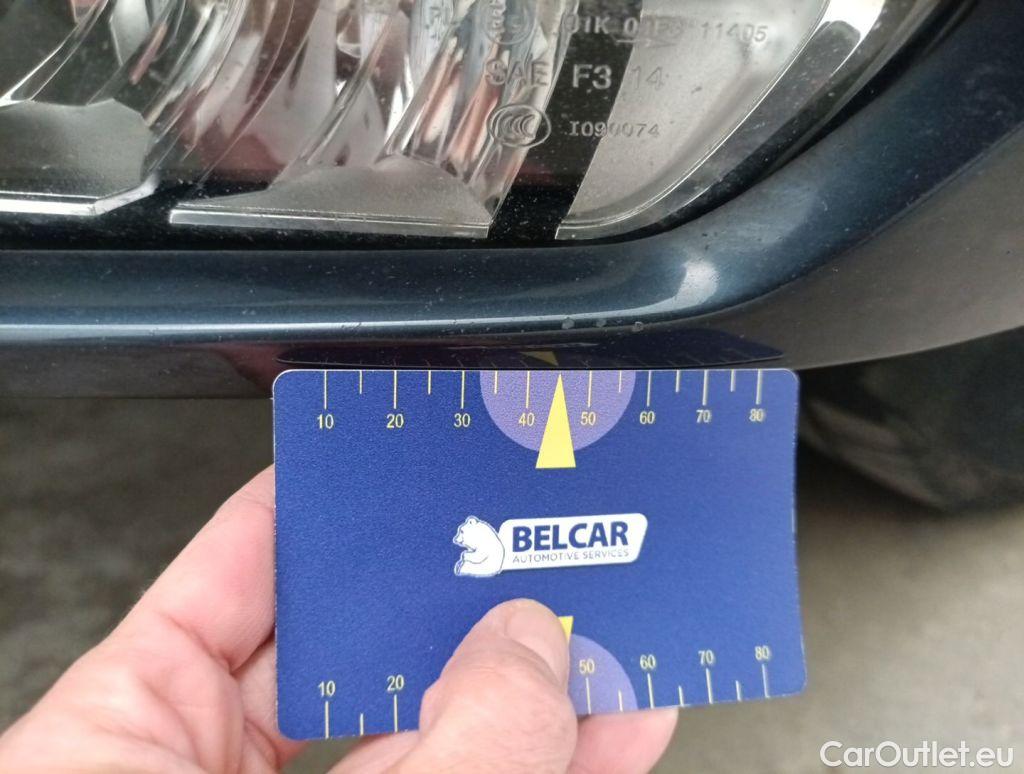 SAE F3 14
CCC I090074
10 20 30 40 50 60 70 80
BELCAR
AUTOMOTIVE SERVICES
10 20 50 60 70 80
CarOutlet.eu